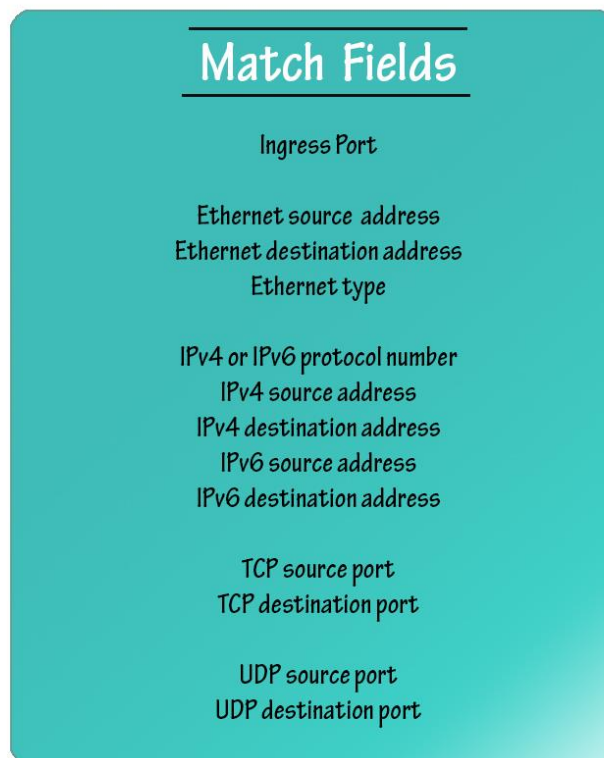 Match Fields
Ingress Port
Ethernet source address
Ethernet destination address
Ethernet type
IPv4 or IPv6 protocol number
IPv4 source address
IPv4 destination address
IPv6 source address
IPv6 destination address
TCP source port
TCP destination port
UDP source port
UDP destination port